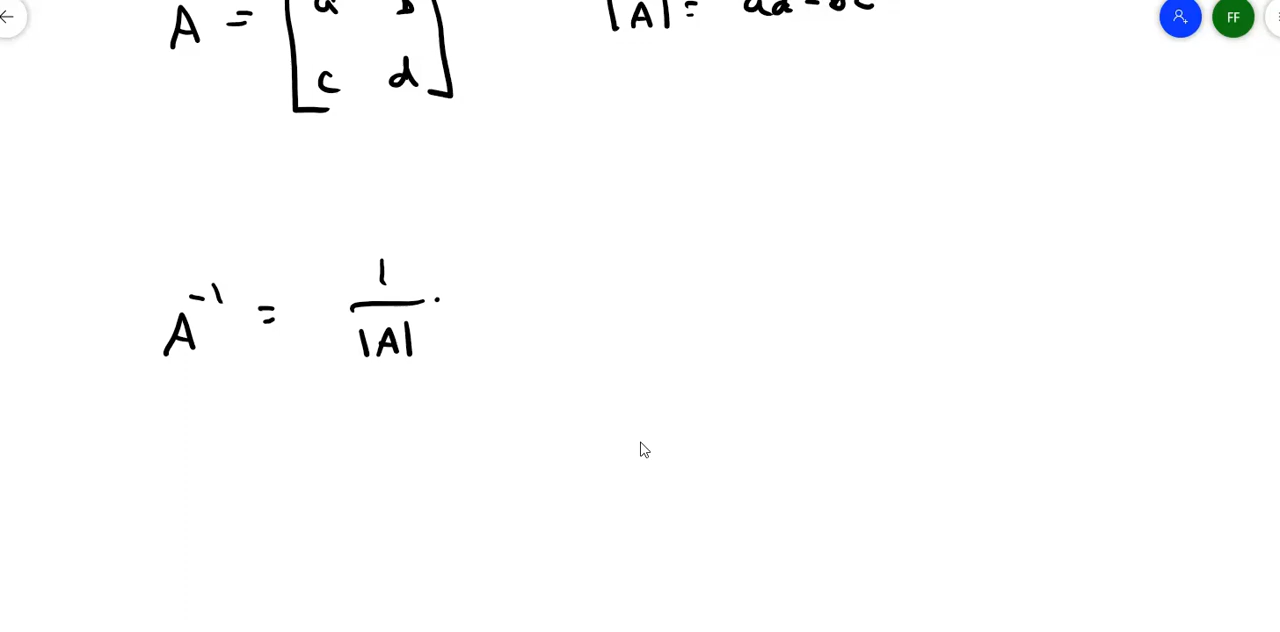 A = [a b  |A| = ad - bc
c d]
FF
A⁻¹ = 1/|A| ·